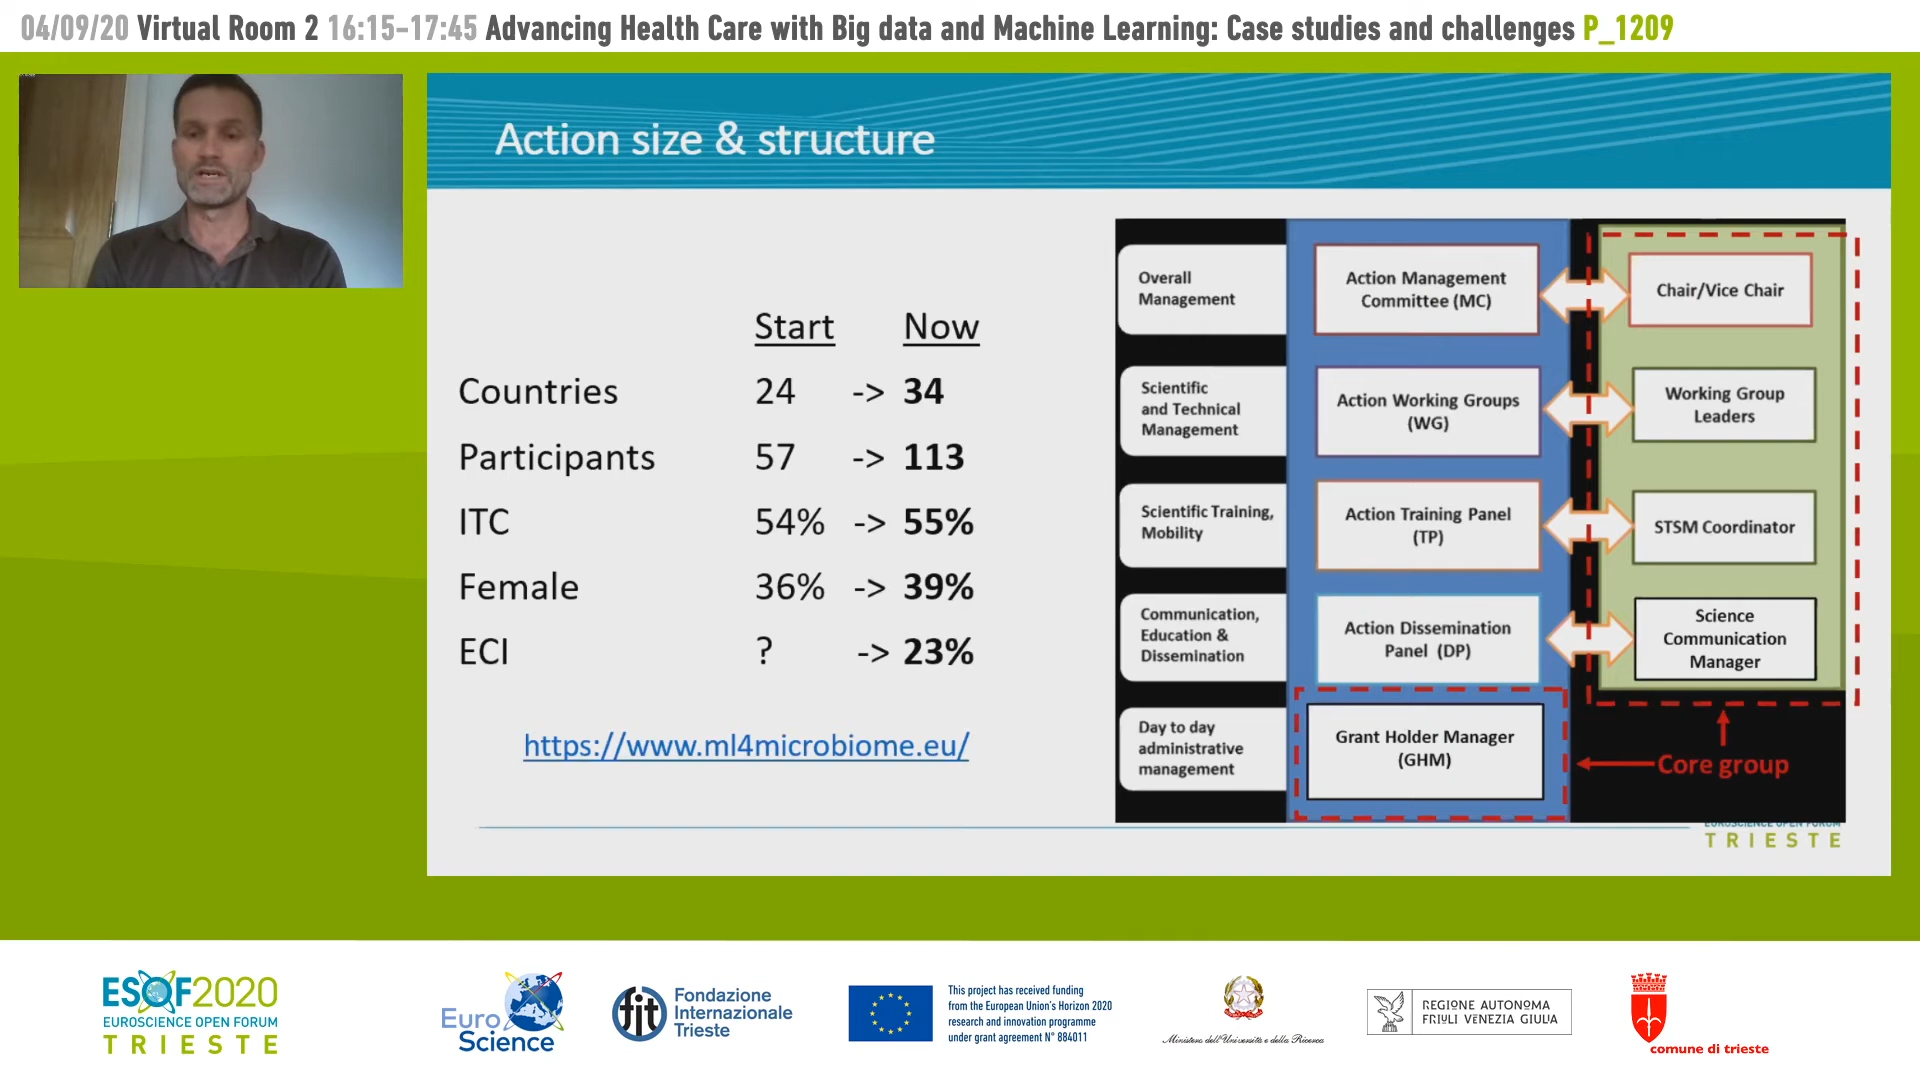 04/09/20 Virtual Room 2 16:15-17:45 Advancing Health Care with Big data and Machine Learning: Case studies and challenges P_1209
Action size & structure
Start Now
Countries 24 -> 34
Participants 57 -> 113
ITC 54% -> 55%
Female 36% -> 39%
ECI ? -> 23%
https://www.ml4microbiome.eu/
Overall
Management
Action Management
Committee (MC)
Chair/Vice Chair
Scientific
and Technical
Management
Action Working Groups
(WG)
Working Group
Leaders
Scientific Training,
Mobility
Action Training Panel
(TP)
STSM Coordinator
Communication,
Education &
Dissemination
Action Dissemination
Panel (DP)
Science
Communication
Manager
Day to day
administrative
management
Grant Holder Manager
(GHM)
Core group
EUROSCIENCE OPEN FORUM
TRIESTE
ESOF2020
EUROSCIENCE OPEN FORUM
TRIESTE
Euro
Science
fit
Fondazione
Internazionale
Trieste
This project has received funding
from the European Union's Horizon 2020
research and innovation programme
under grant agreement N° 884011
Ministero dell'Università e della Ricerca
REGIONE AUTONOMA
FRIULI VENEZIA GIULIA
comune di trieste